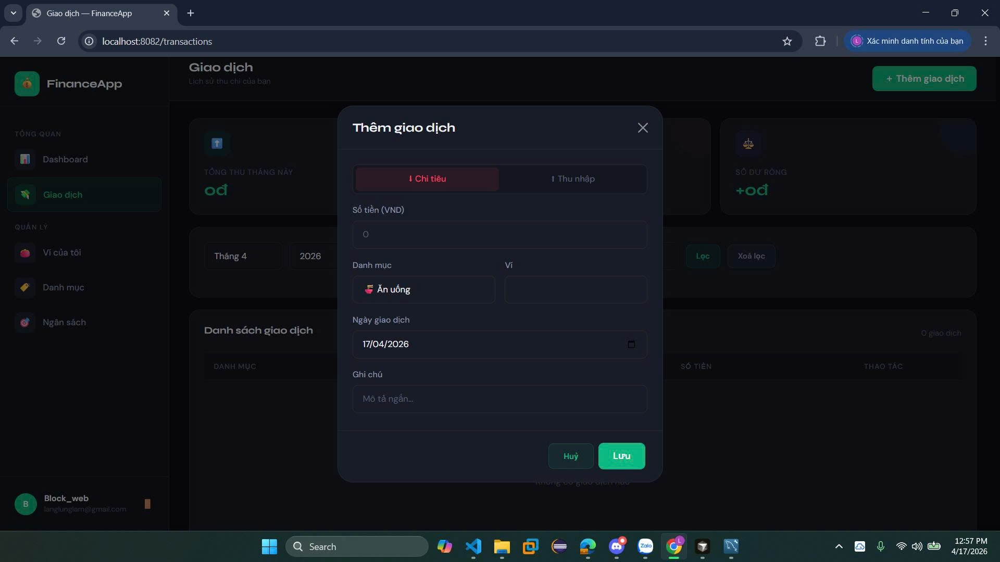 Giao dịch — FinanceApp
localhost:8082/transactions
L
Xác minh danh tính của bạn
FinanceApp
Giao dịch
Lịch sử thu chi của bạn
+ Thêm giao dịch
TỔNG QUAN
Dashboard
Giao dịch
QUẢN LÝ
Ví của tôi
Danh mục
Ngân sách
TỔNG THU THÁNG NÀY
0đ
SỐ DƯ RÒNG
+0đ
Tháng 4
2026
Lọc
Xoá lọc
Danh sách giao dịch
0 giao dịch
DANH MỤC
SỐ TIỀN
THAO TÁC
Không có giao dịch nào
Thêm giao dịch
⬇ Chi tiêu
⬆ Thu nhập
Số tiền (VND)
0
Danh mục
Ví
Ăn uống
Ngày giao dịch
17/04/2026
Ghi chú
Mô tả ngắn...
Huỷ
Lưu
B
Block_web
langlunglam@gmail.com
Search
Zalo
L
12:57 PM
4/17/2026